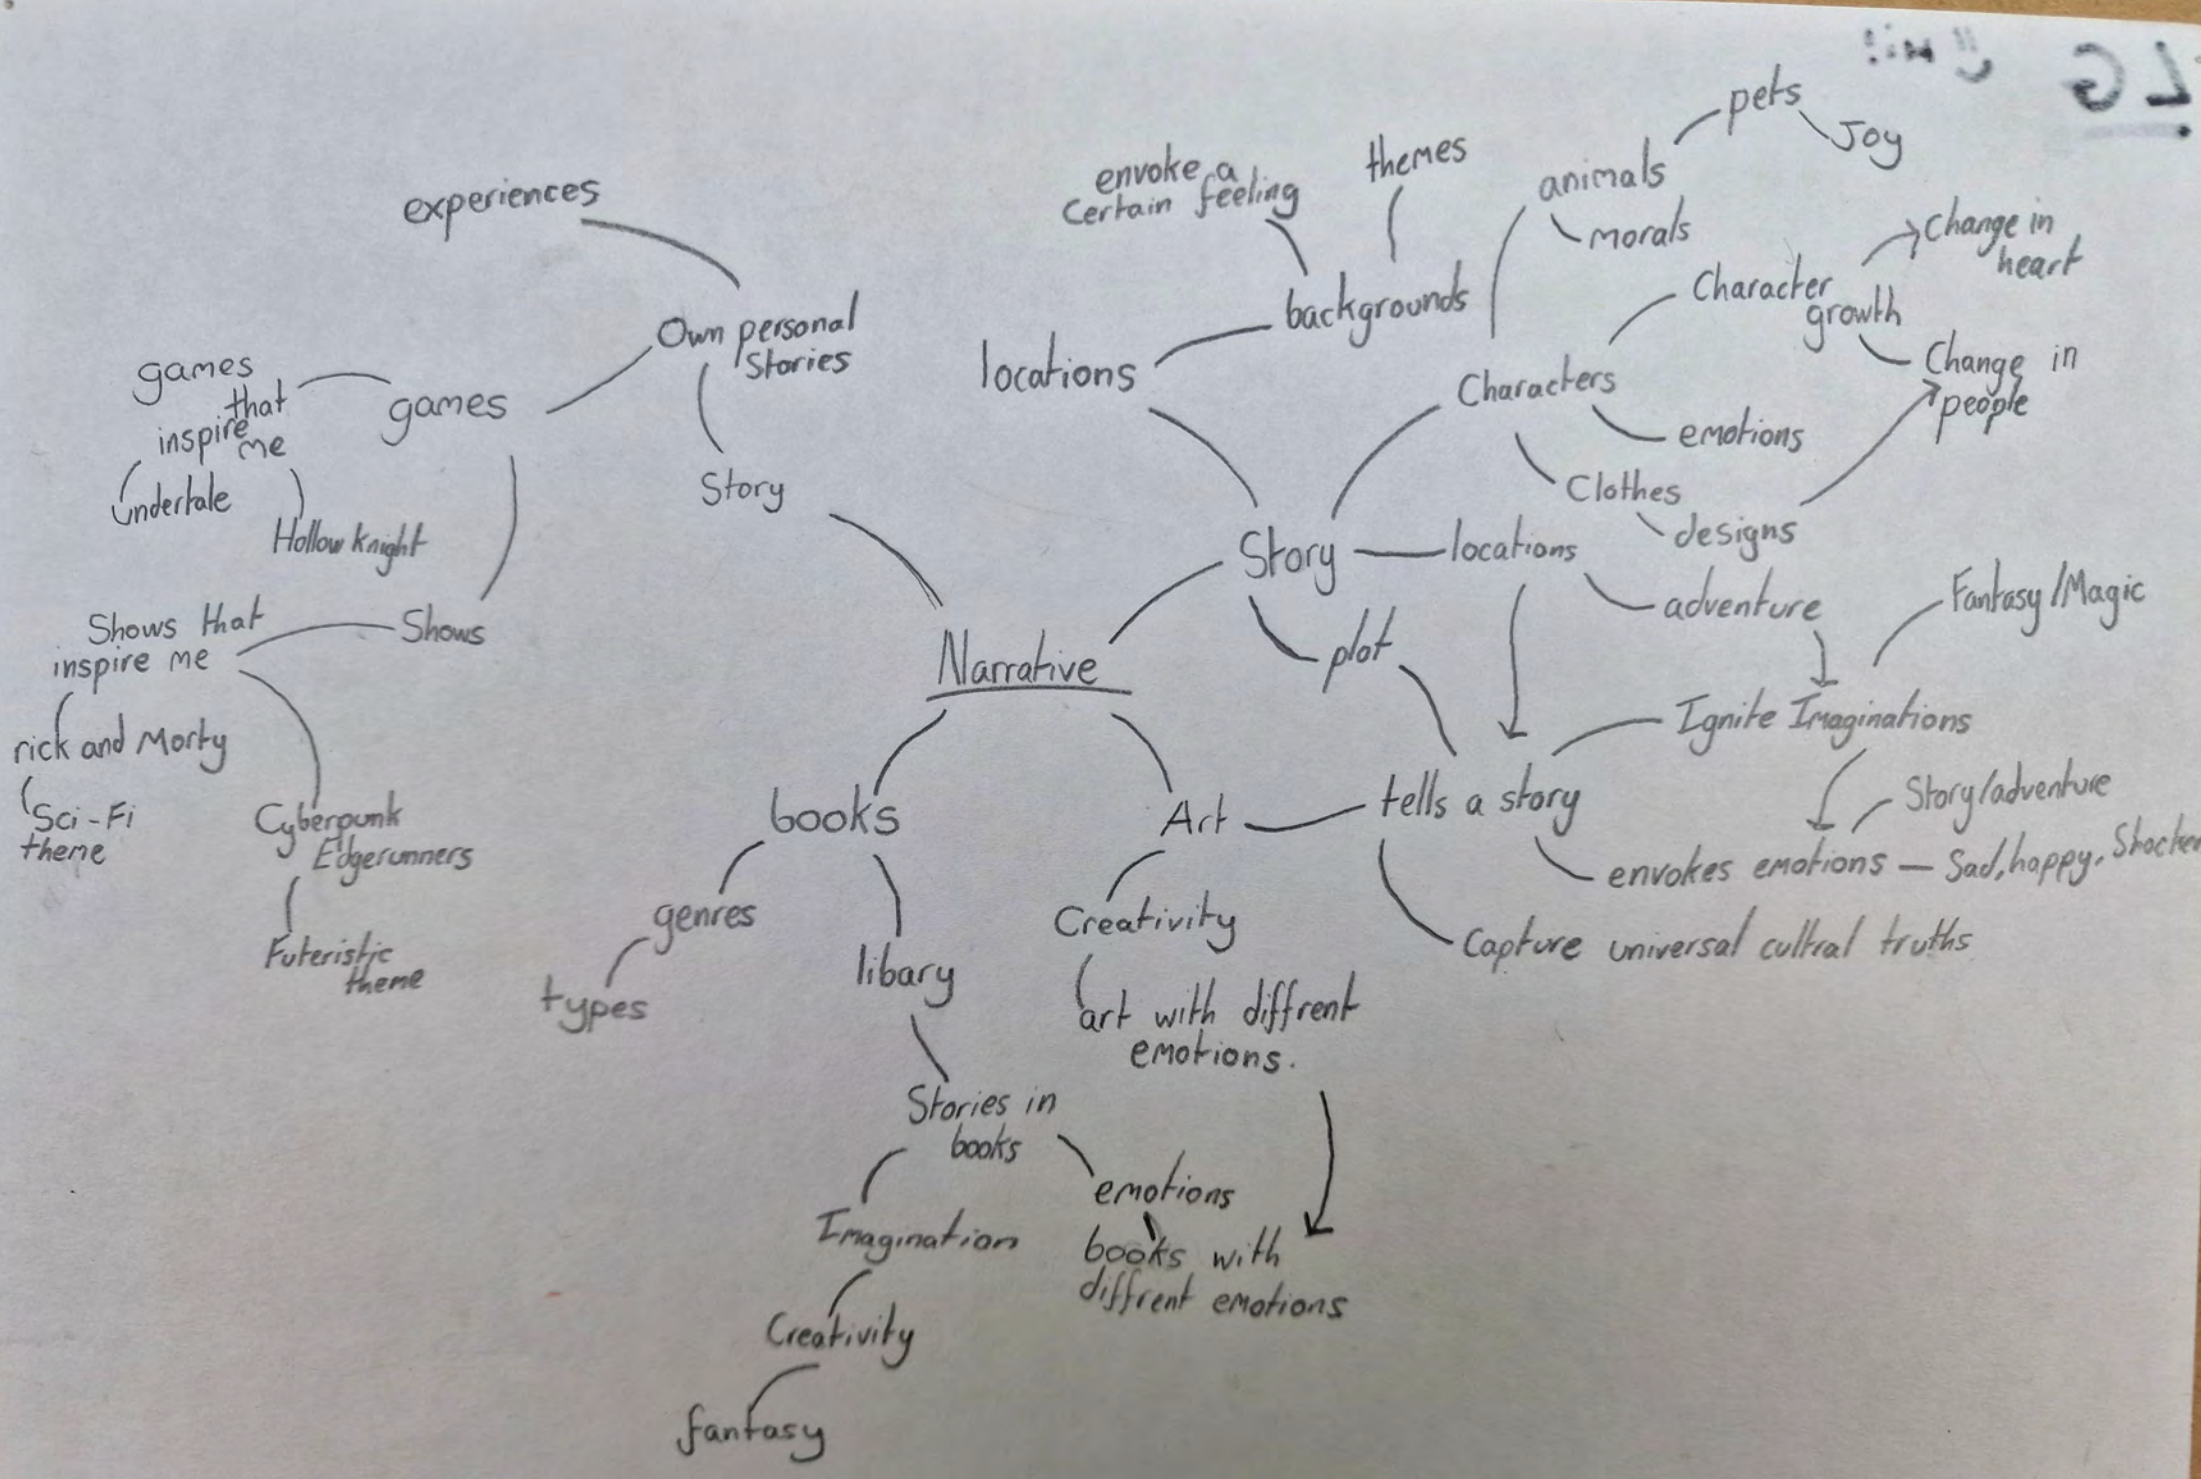 pets
Joy
animals
morals
themes
envoke a
certain feeling
experiences
Change in
heart
Character
growth
backgrounds
Own personal
Stories
locations
Change in
people
Characters
games
that
inspire
me
games
emotions
undertale
Story
Clothes
Hollow knight
designs
Story
locations
adventure
Fantasy/Magic
Shows that
inspire me
Shows
plot
Narrative
Ignite Imaginations
rick and Morty
Sci-Fi
theme
Cyberpunk
Edgerunners
books
Art
tells a story
Story/adventure
envokes emotions – Sad, happy,
Futeristic
theme
genres
types
libary
Creativity
Capture universal cultral truths
art with diffrent
emotions.
Stories in
books
emotions
Imagination
books with
diffrent emotions
Creativity
fantasy